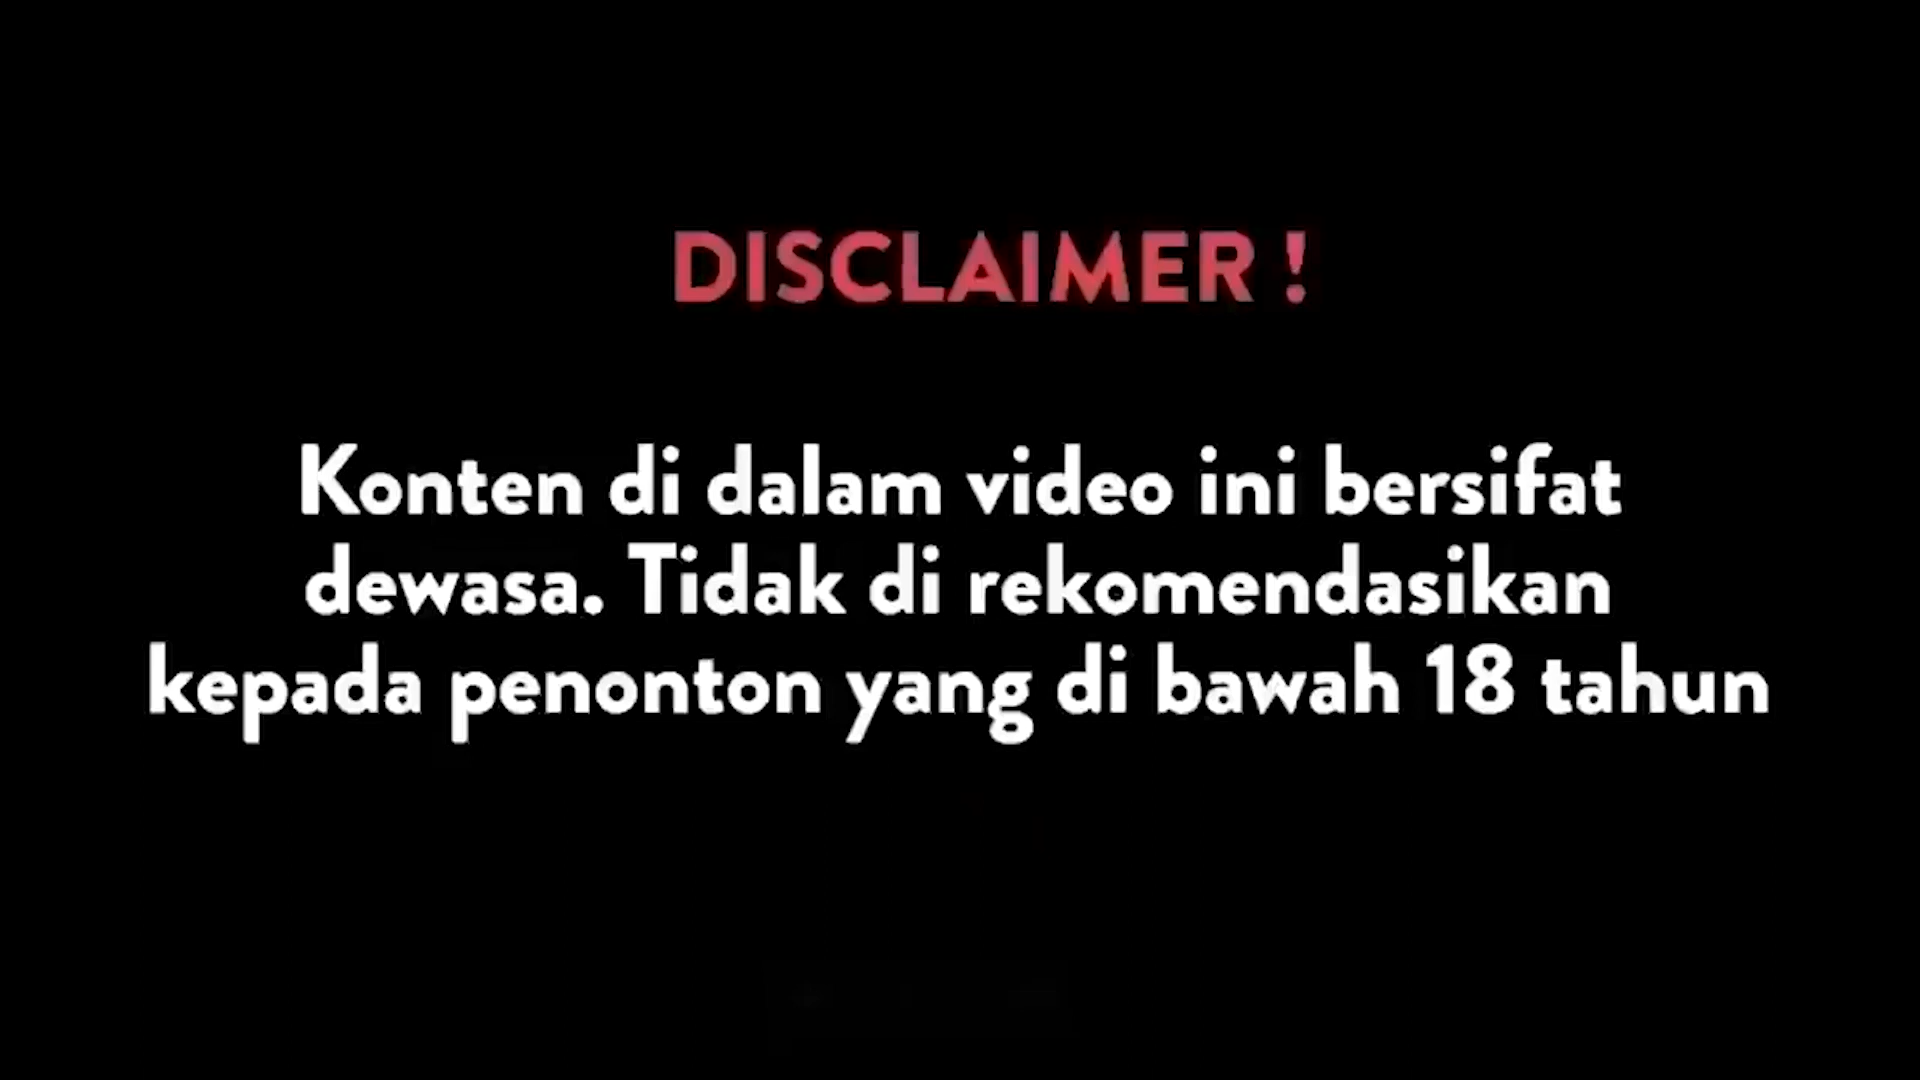 DISCLAIMER !
Konten di dalam video ini bersifat
dewasa. Tidak di rekomendasikan
kepada penonton yang di bawah 18 tahun